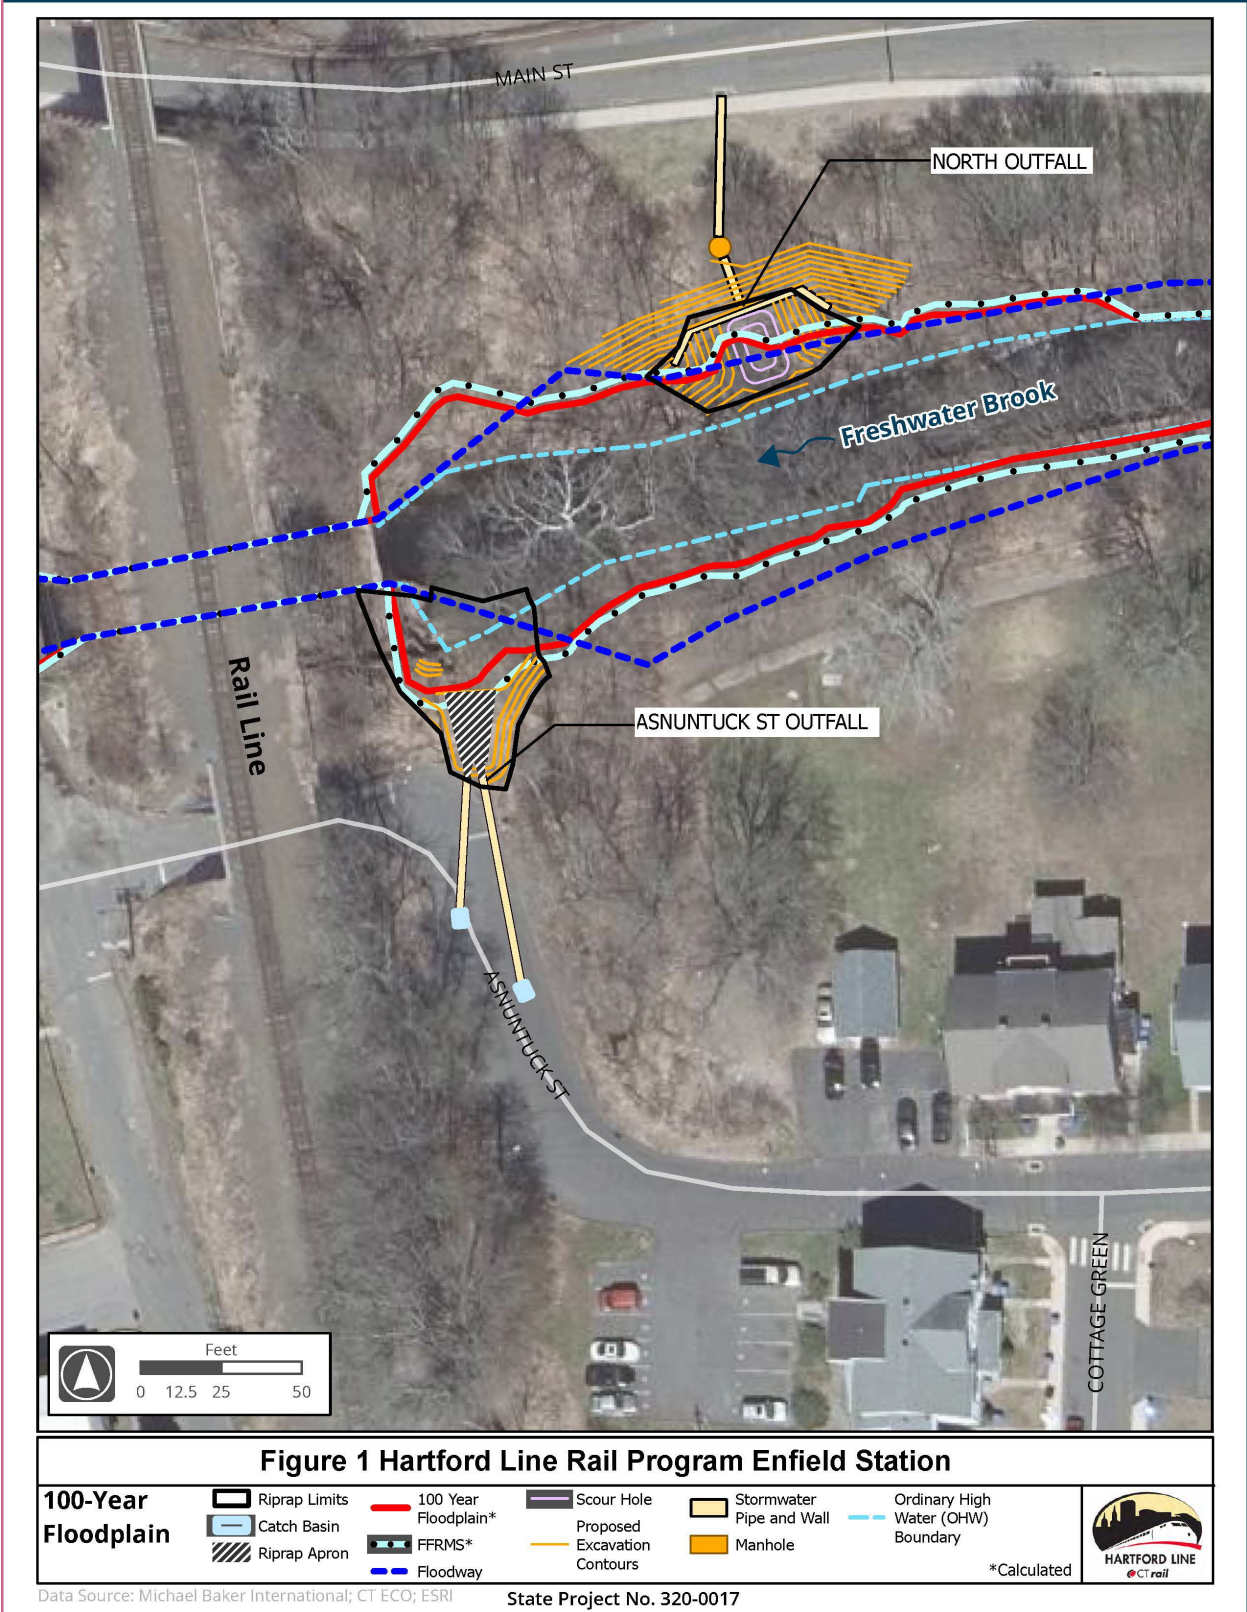 MAIN ST
NORTH OUTFALL
Freshwater Brook
Rail Line
ASNUNTUCK ST OUTFALL
ASNUNTUCK ST
COTTAGE GREEN
Feet
0 12.5 25 50
Figure 1 Hartford Line Rail Program Enfield Station
100-Year
Floodplain
Riprap Limits
Catch Basin
Riprap Apron
100 Year
Floodplain*
FFRMS*
Floodway
Scour Hole
Proposed
Excavation
Contours
Stormwater
Pipe and Wall
Manhole
Ordinary High
Water (OHW)
Boundary
*Calculated
HARTFORD LINE
CTrail
Data Source: Michael Baker International; CT ECO; ESRI
State Project No. 320-0017